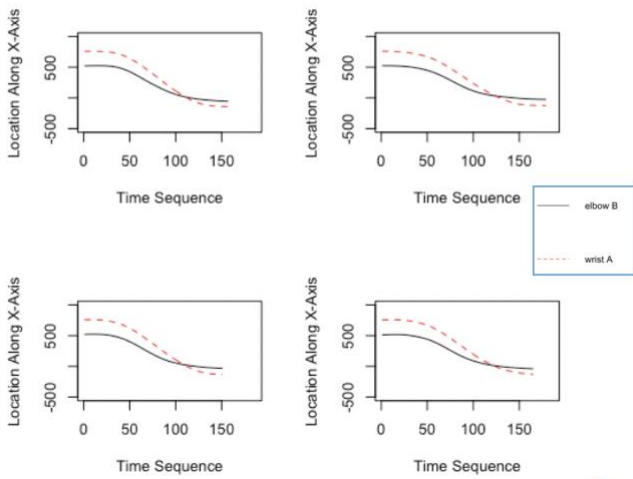 Location Along X-Axis
500
-500
0 50 100 150
Time Sequence
Location Along X-Axis
500
-500
0 50 100 150
Time Sequence
elbow B
wrist A
Location Along X-Axis
500
-500
0 50 100 150
Time Sequence
Location Along X-Axis
500
-500
0 50 100 150
Time Sequence